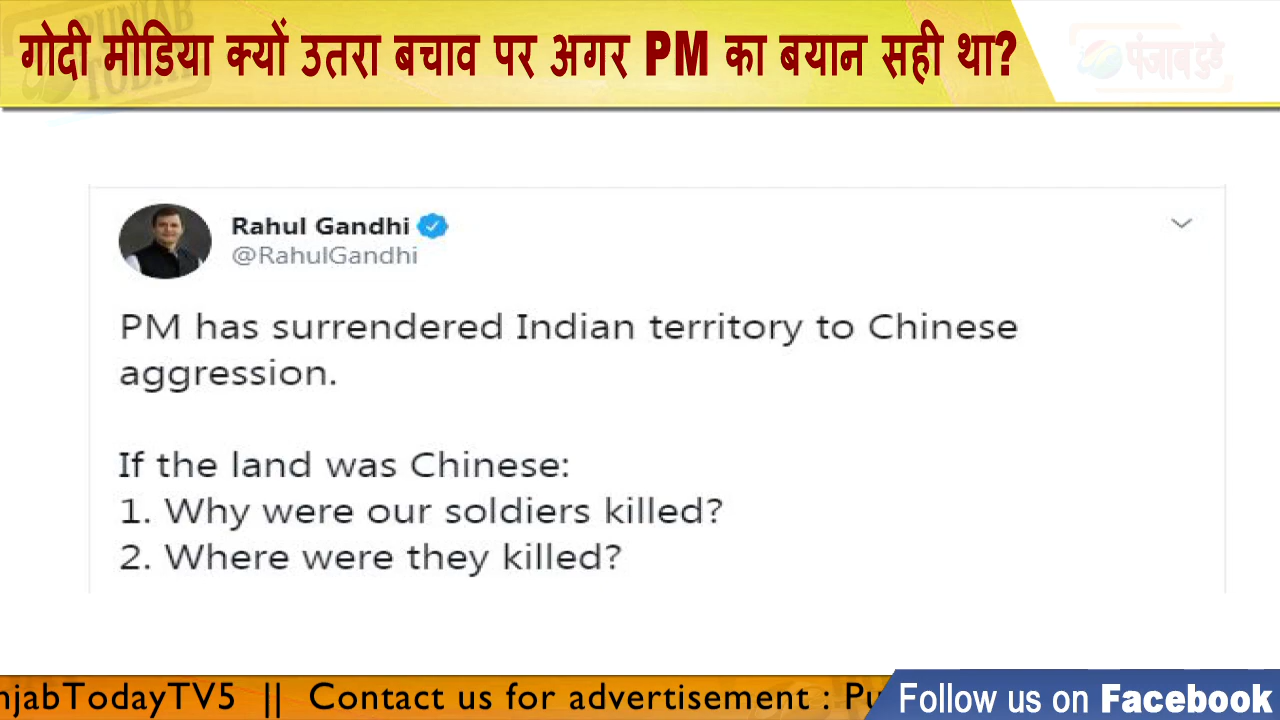 गोदी मीडिया क्यों उतरा बचाव पर अगर PM का बयान सही था?
पंजाब टुडे
Rahul Gandhi
@RahulGandhi
PM has surrendered Indian territory to Chinese
aggression.
If the land was Chinese:
1. Why were our soldiers killed?
2. Where were they killed?
njabTodayTV5 || Contact us for advertisement : Pu
Follow us on Facebook